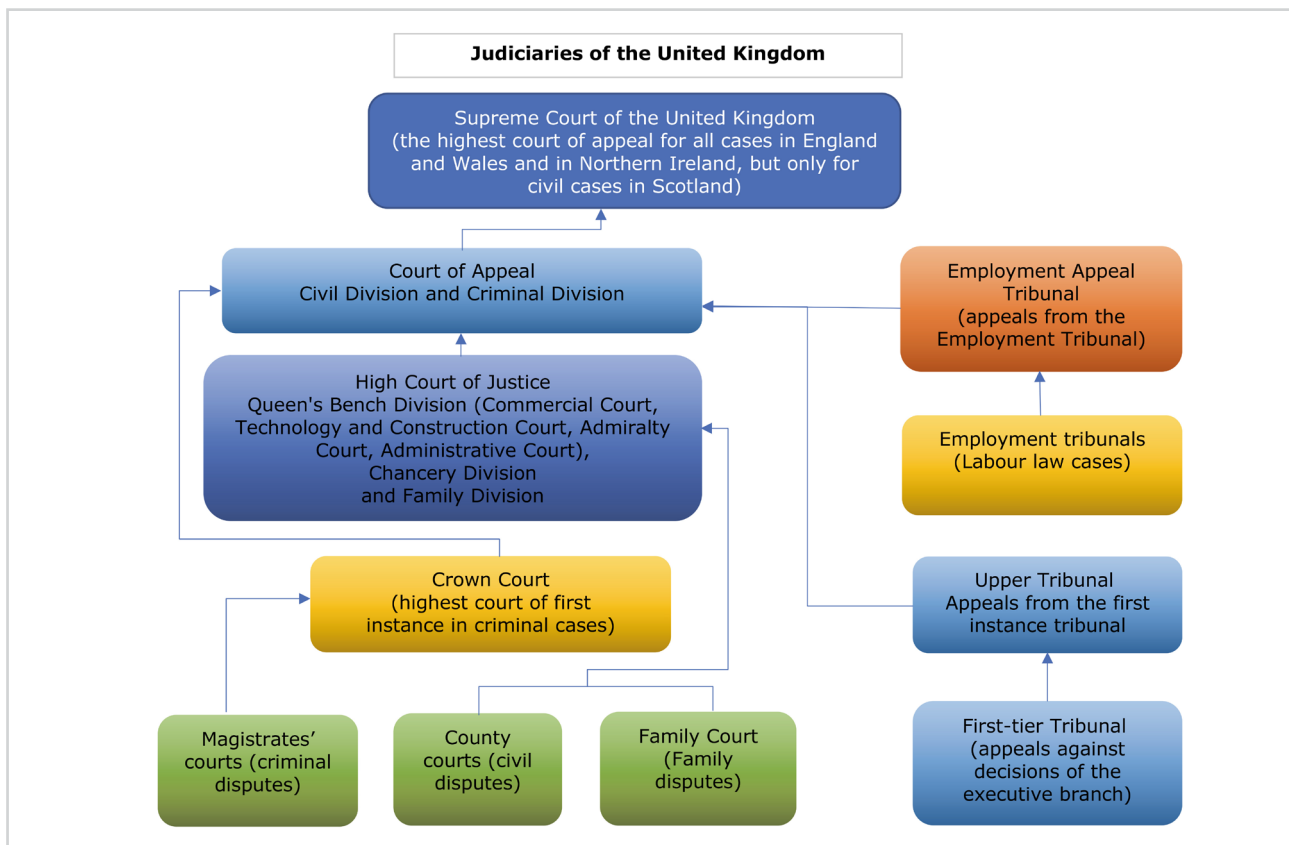 Judiciaries of the United Kingdom
Supreme Court of the United Kingdom
(the highest court of appeal for all cases in England
and Wales and in Northern Ireland, but only for
civil cases in Scotland)
Court of Appeal
Civil Division and Criminal Division
Employment Appeal
Tribunal
(appeals from the
Employment Tribunal)
High Court of Justice
Queen's Bench Division (Commercial Court,
Technology and Construction Court, Admiralty
Court, Administrative Court),
Chancery Division
and Family Division
Employment tribunals
(Labour law cases)
Crown Court
(highest court of first
instance in criminal cases)
Upper Tribunal
Appeals from the first
instance tribunal
Magistrates’
courts (criminal
disputes)
County
courts (civil
disputes)
Family Court
(Family
disputes)
First-tier Tribunal
(appeals against
decisions of the
executive branch)